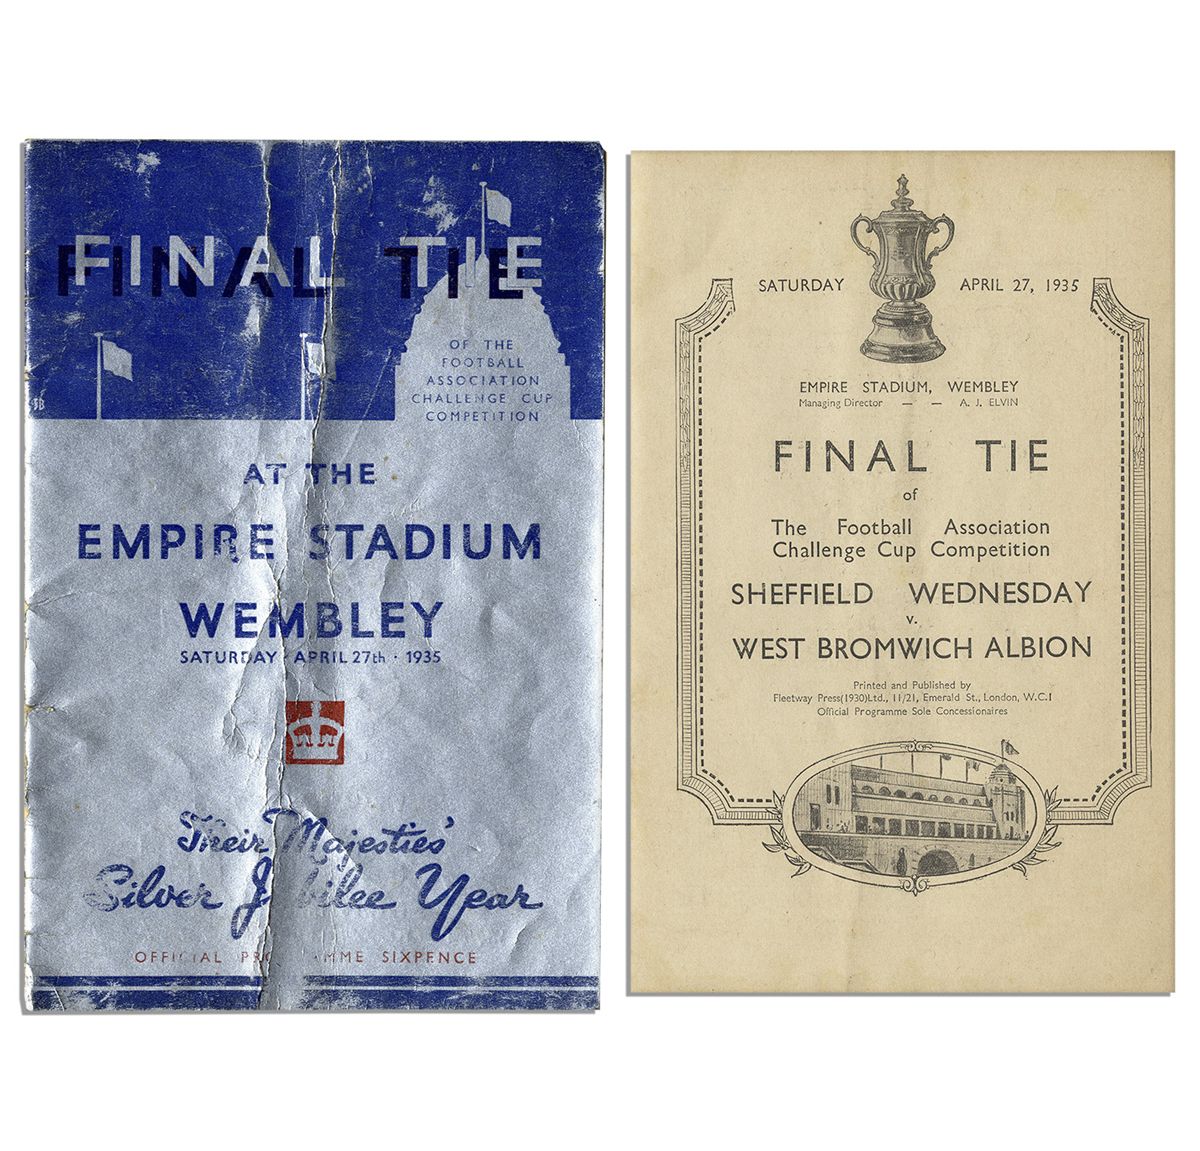 FINAL TIE
OF THE
FOOTBALL
ASSOCIATION
CHALLENGE CUP
COMPETITION
AT THE
EMPIRE STADIUM
WEMBLEY
SATURDAY · APRIL 27th · 1935
Their Majesties'
Silver Jubilee Year
OFFICIAL PROGRAMME SIXPENCE
SATURDAY APRIL 27, 1935
EMPIRE STADIUM, WEMBLEY
Managing Director — — A. J. ELVIN
FINAL TIE
of
The Football Association
Challenge Cup Competition
SHEFFIELD WEDNESDAY
v.
WEST BROMWICH ALBION
Printed and Published by
Fleetway Press(1930)Ltd., 11/21, Emerald St., London, W.C.1
Official Programme Sole Concessionaires